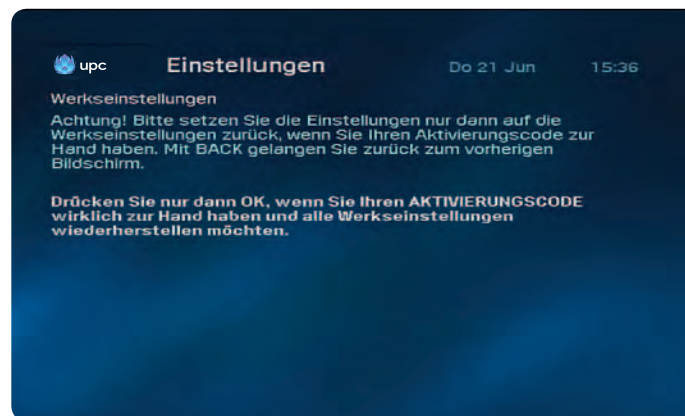 upc Einstellungen Do 21 Jun 15:36
Werkseinstellungen
Achtung! Bitte setzen Sie die Einstellungen nur dann auf die
Werkseinstellungen zurück, wenn Sie Ihren Aktivierungscode zur
Hand haben. Mit BACK gelangen Sie zurück zum vorherigen
Bildschirm.
Drücken Sie nur dann OK, wenn Sie Ihren AKTIVIERUNGSCODE
wirklich zur Hand haben und alle Werkseinstellungen
wiederherstellen möchten.